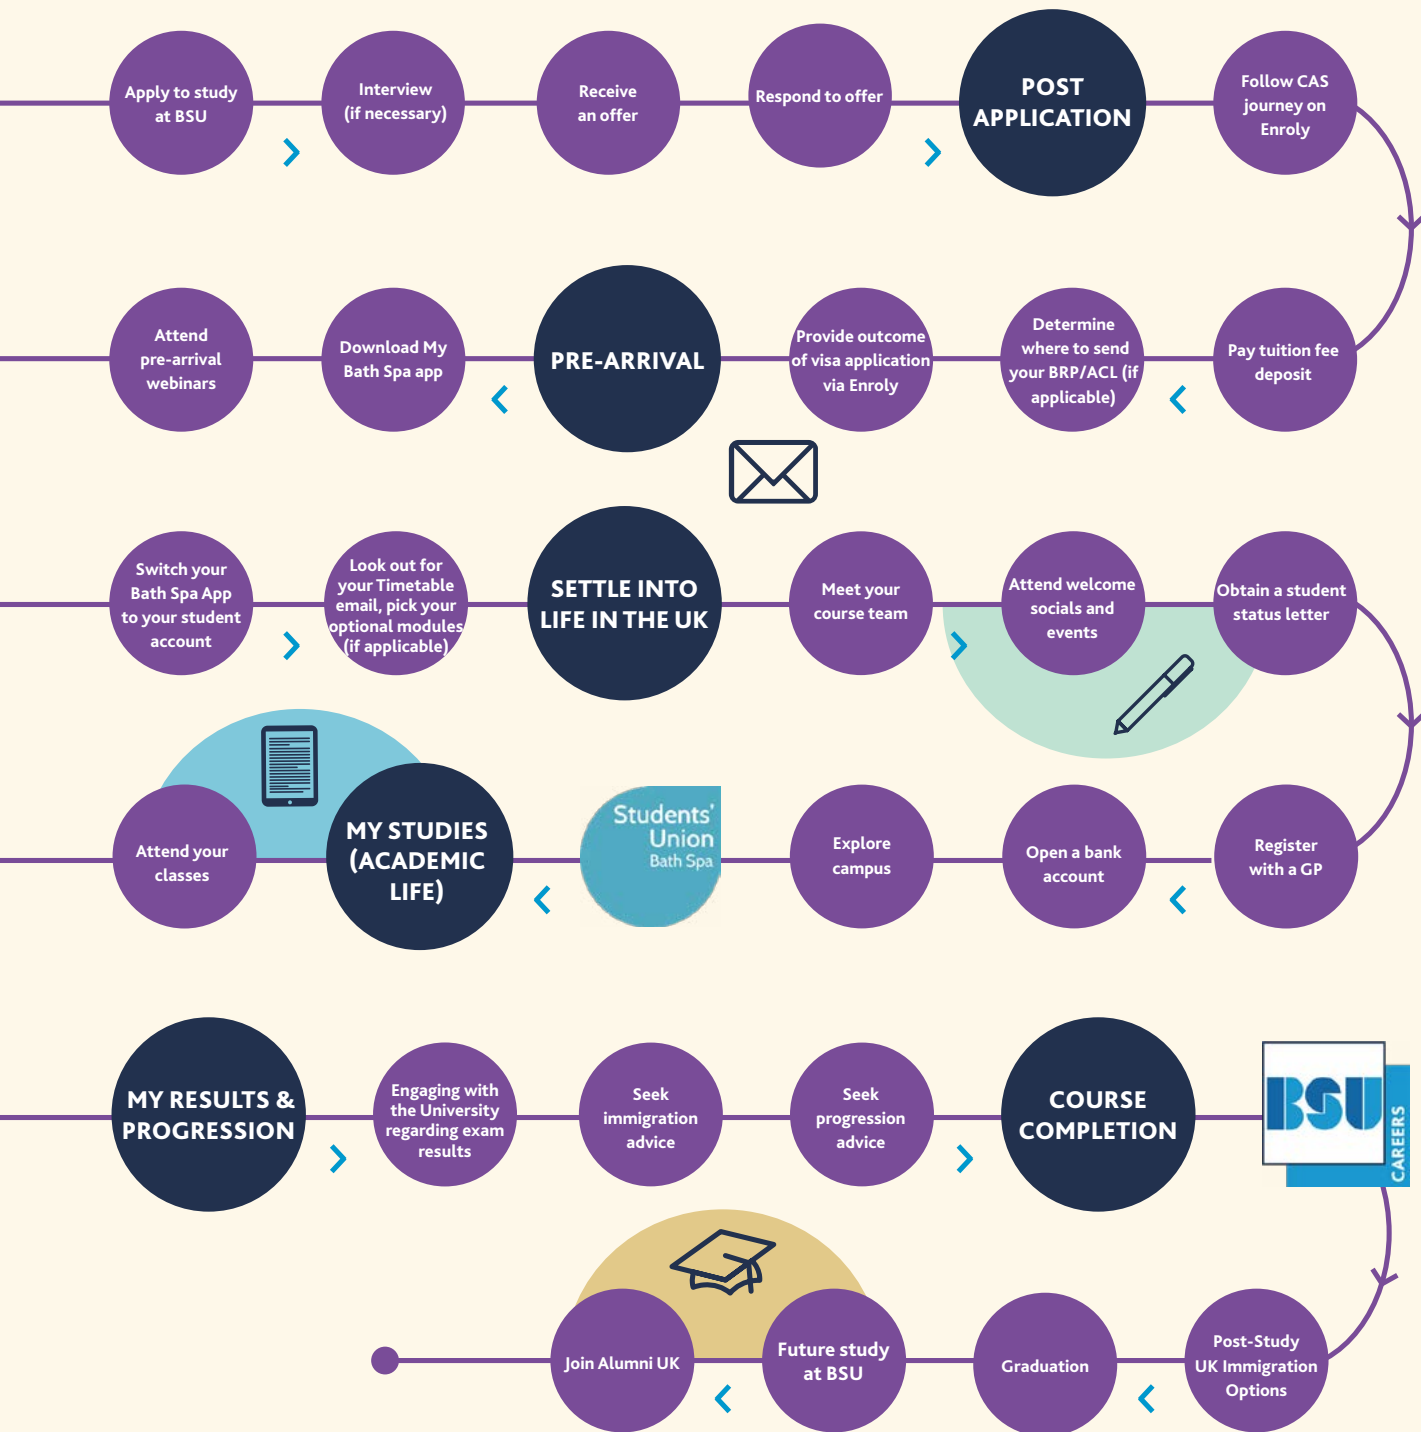 Apply to study
at BSU
Interview
(if necessary)
Receive
an offer
Respond to offer
POST
APPLICATION
Follow CAS
journey on
Enroly
Pay tuition fee
deposit
Determine
where to send
your BRP/ACL (if
applicable)
Provide outcome
of visa application
via Enroly
PRE-ARRIVAL
Download My
Bath Spa app
Attend
pre-arrival
webinars
Switch your
Bath Spa App
to your student
account
Look out for
your Timetable
email, pick your
optional modules
(if applicable)
SETTLE INTO
LIFE IN THE UK
Meet your
course team
Attend welcome
socials and
events
Obtain a student
status letter
Register
with a GP
Open a bank
account
Explore
campus
Students'
Union
Bath Spa
MY STUDIES
(ACADEMIC
LIFE)
Attend your
classes
MY RESULTS &
PROGRESSION
Engaging with
the University
regarding exam
results
Seek
immigration
advice
Seek
progression
advice
COURSE
COMPLETION
BSU
CAREERS
Post-Study
UK Immigration
Options
Graduation
Future study
at BSU
Join Alumni UK